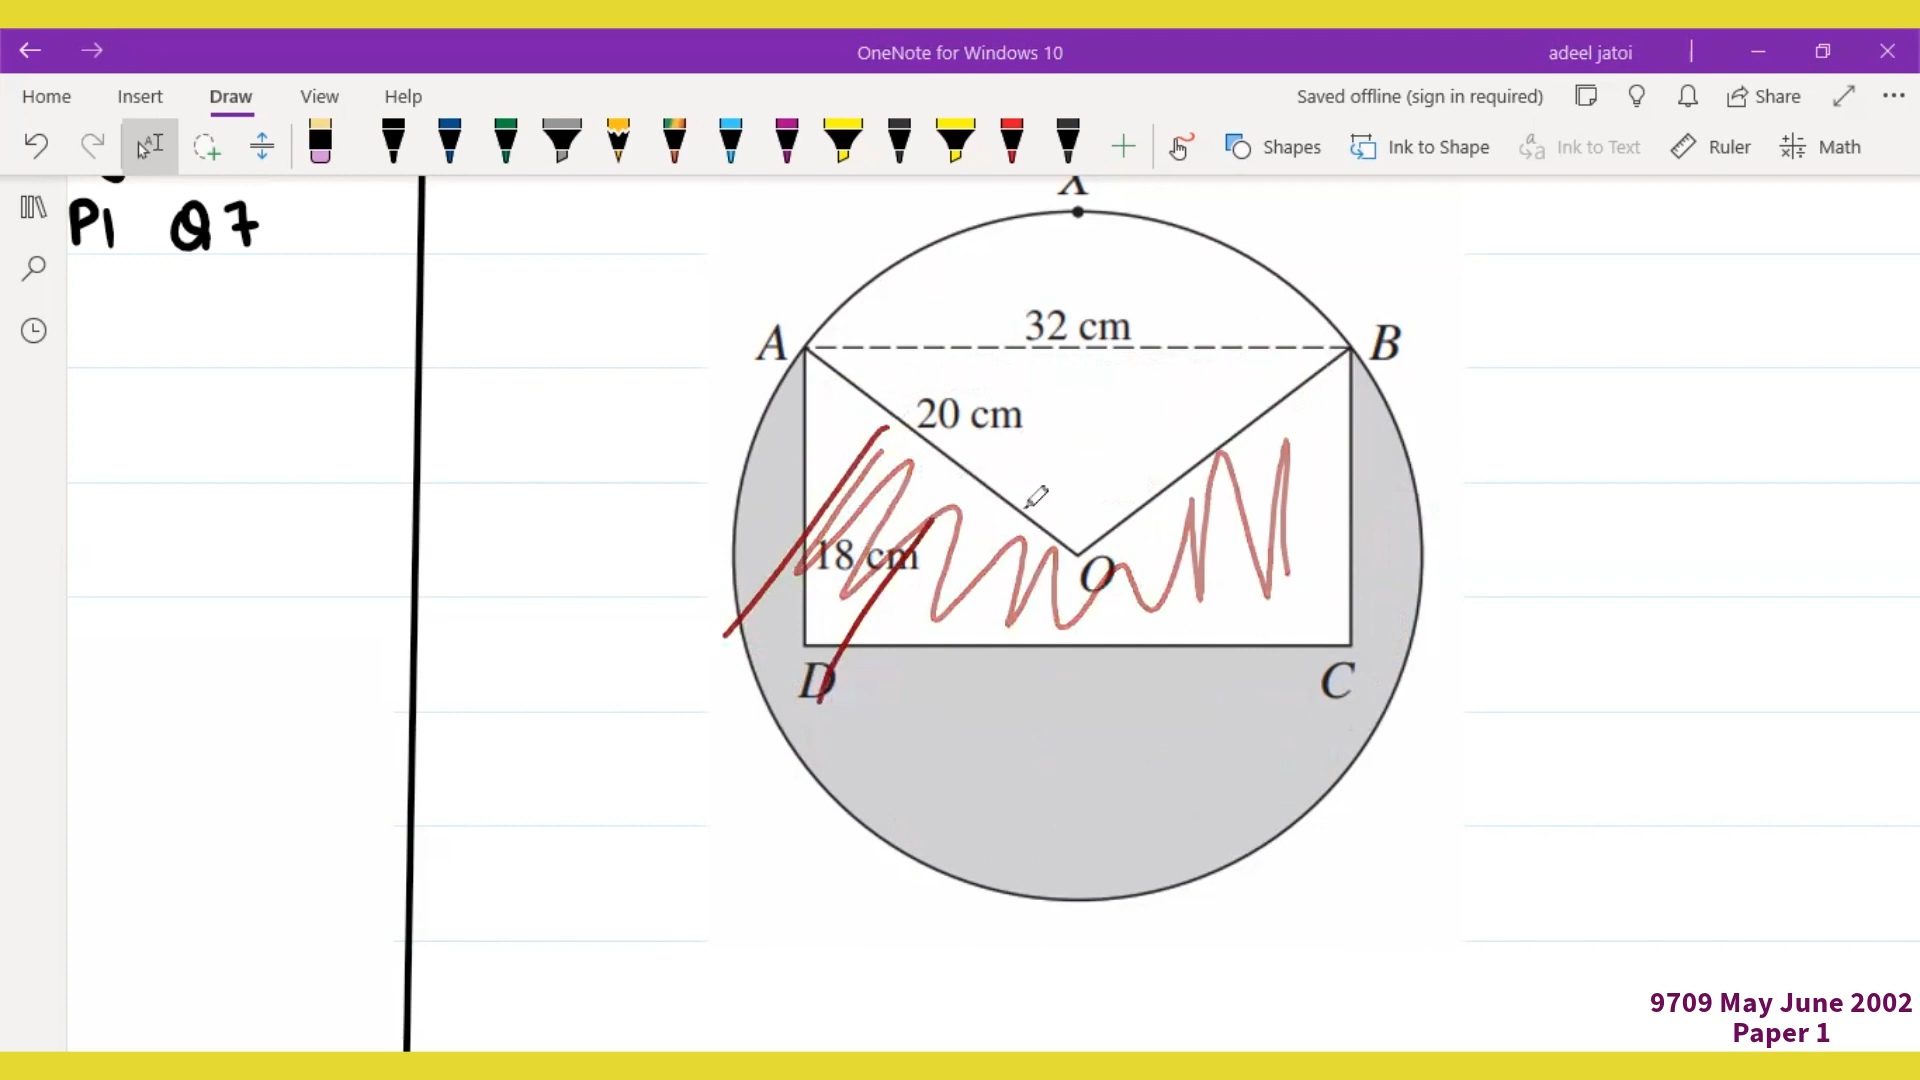 OneNote for Windows 10
adeel jatoi
Home Insert Draw View Help
Saved offline (sign in required)
Share
Shapes
Ink to Shape
Ink to Text
Ruler
Math
P1 Q7
X
A
32 cm
B
20 cm
18 cm
O
D
C
9709 May June 2002
Paper 1